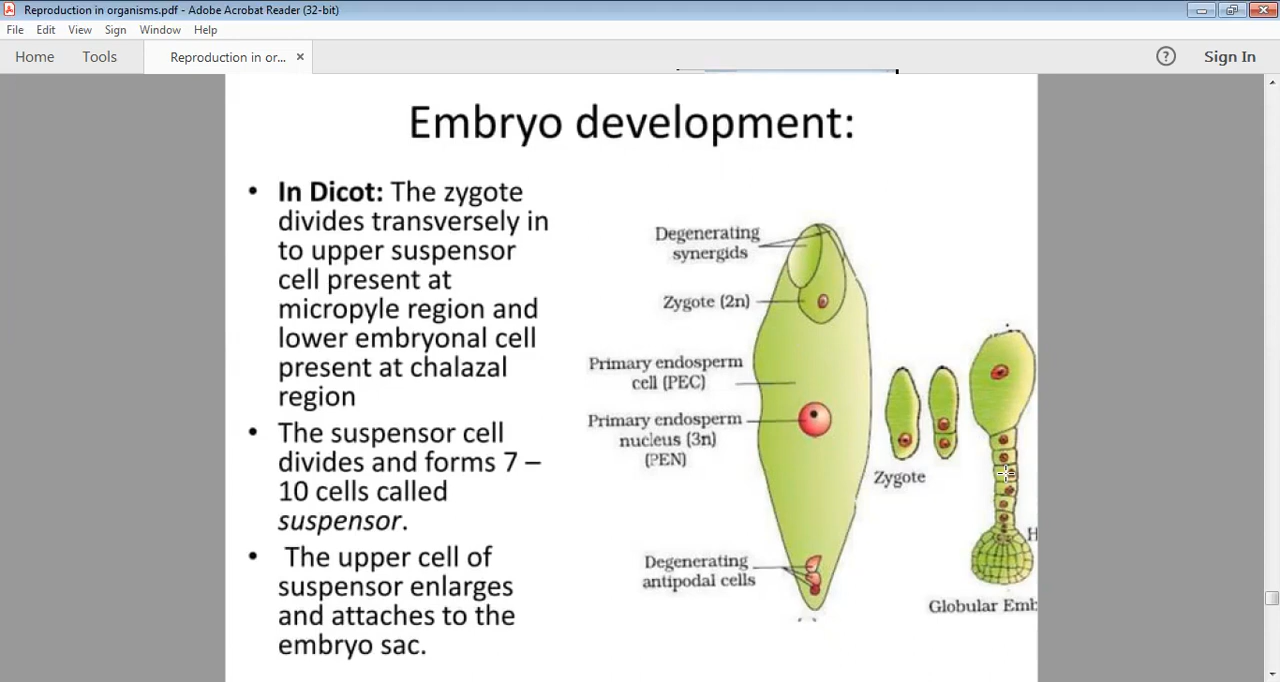 Reproduction in organisms.pdf - Adobe Acrobat Reader (32-bit)
File Edit View Sign Window Help
Home Tools Reproduction in or... × ? Sign In
Embryo development:
• In Dicot: The zygote
divides transversely in
to upper suspensor
cell present at
micropyle region and
lower embryonal cell
present at chalazal
region
• The suspensor cell
divides and forms 7 –
10 cells called
suspensor.
• The upper cell of
suspensor enlarges
and attaches to the
embryo sac.
Degenerating
synergids
Zygote (2n)
Primary endosperm
cell (PEC)
Primary endosperm
nucleus (3n)
(PEN)
Degenerating
antipodal cells
Zygote
H
Globular Emb